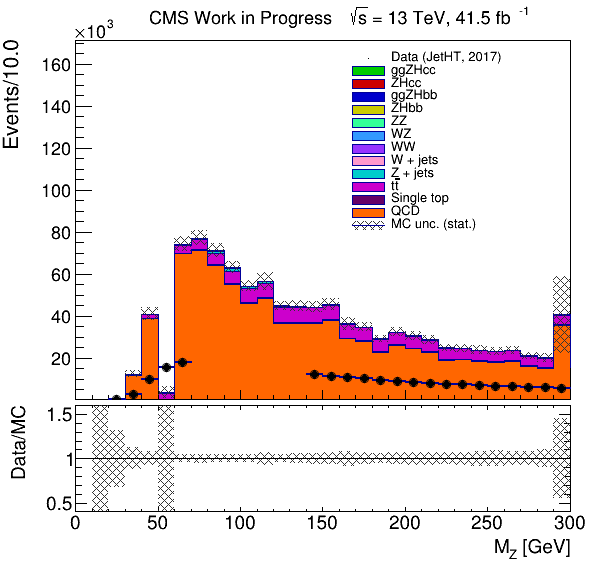 CMS Work in Progress √s = 13 TeV, 41.5 fb⁻¹
×10³
Events/10.0
160
140
120
100
80
60
40
20
Data (JetHT, 2017)
ggZHcc
ZHcc
ggZHbb
ZHbb
ZZ
WZ
WW
W + jets
Z + jets
tt̅
Single top
QCD
MC unc. (stat.)
Data/MC
1.5
1
0.5
0 50 100 150 200 250 300
M_Z [GeV]